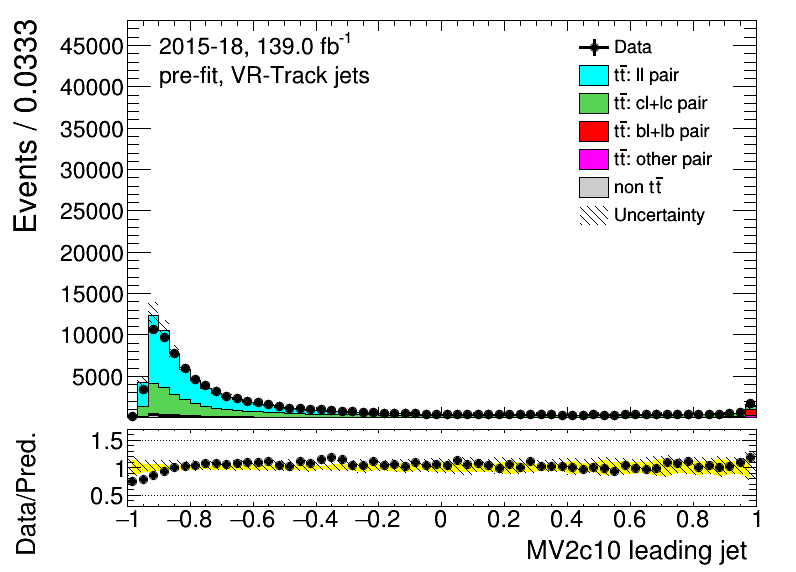 Events / 0.0333
45000
40000
35000
30000
25000
20000
15000
10000
5000
2015-18, 139.0 fb⁻¹
pre-fit, VR-Track jets
Data
tt̄: ll pair
tt̄: cl+lc pair
tt̄: bl+lb pair
tt̄: other pair
non tt̄
Uncertainty
Data/Pred.
1.5
1
0.5
−1 −0.8 −0.6 −0.4 −0.2 0 0.2 0.4 0.6 0.8 1
MV2c10 leading jet